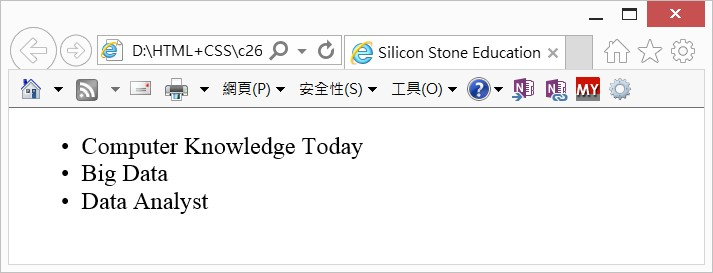 D:\HTML+CSS\c26
Silicon Stone Education
網頁(P) 安全性(S) 工具(O) MY
• Computer Knowledge Today
• Big Data
• Data Analyst